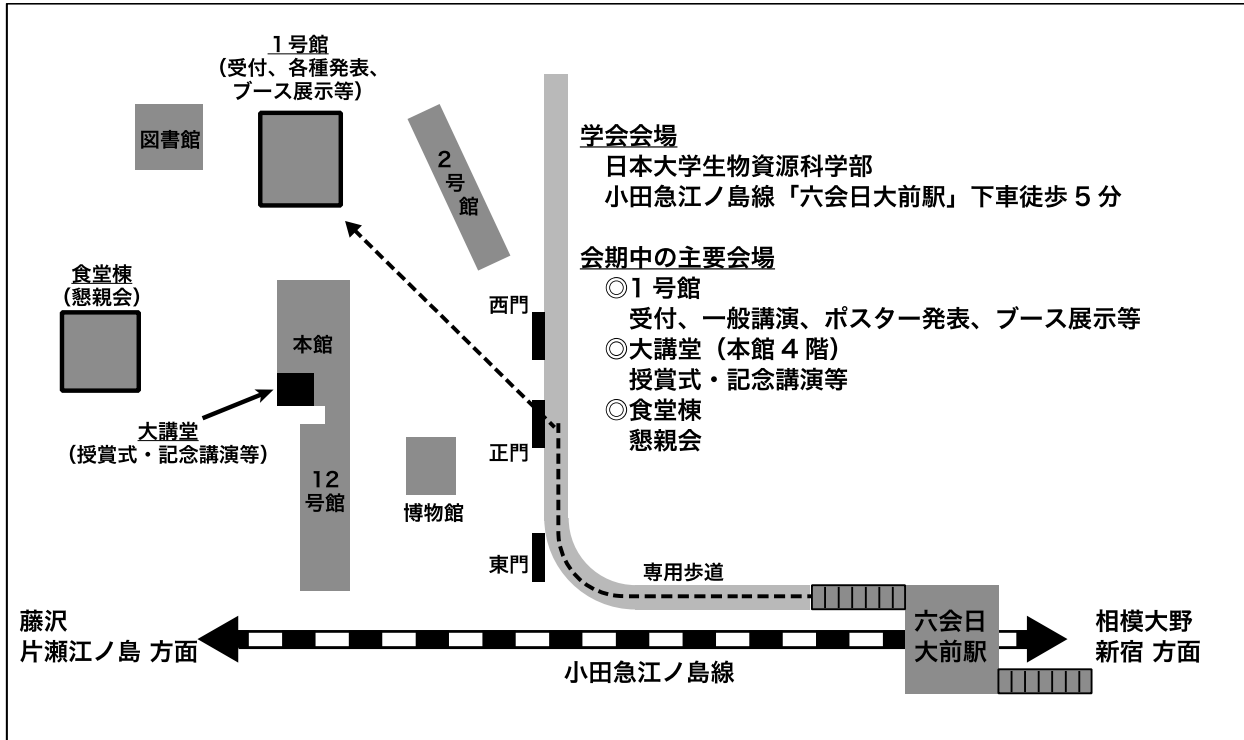 1号館
（受付、各種発表、
ブース展示等）
図書館
2
号
館
学会会場
日本大学生物資源科学部
小田急江ノ島線「六会日大前駅」下車徒歩5分
会期中の主要会場
◎1号館
受付、一般講演、ポスター発表、ブース展示等
◎大講堂（本館4階）
授賞式・記念講演等
◎食堂棟
懇親会
食堂棟
（懇親会）
西門
本館
大講堂
（授賞式・記念講演等）
正門
12
号館
博物館
東門
専用歩道
藤沢
片瀬江ノ島 方面
六会日
大前駅
相模大野
新宿 方面
小田急江ノ島線